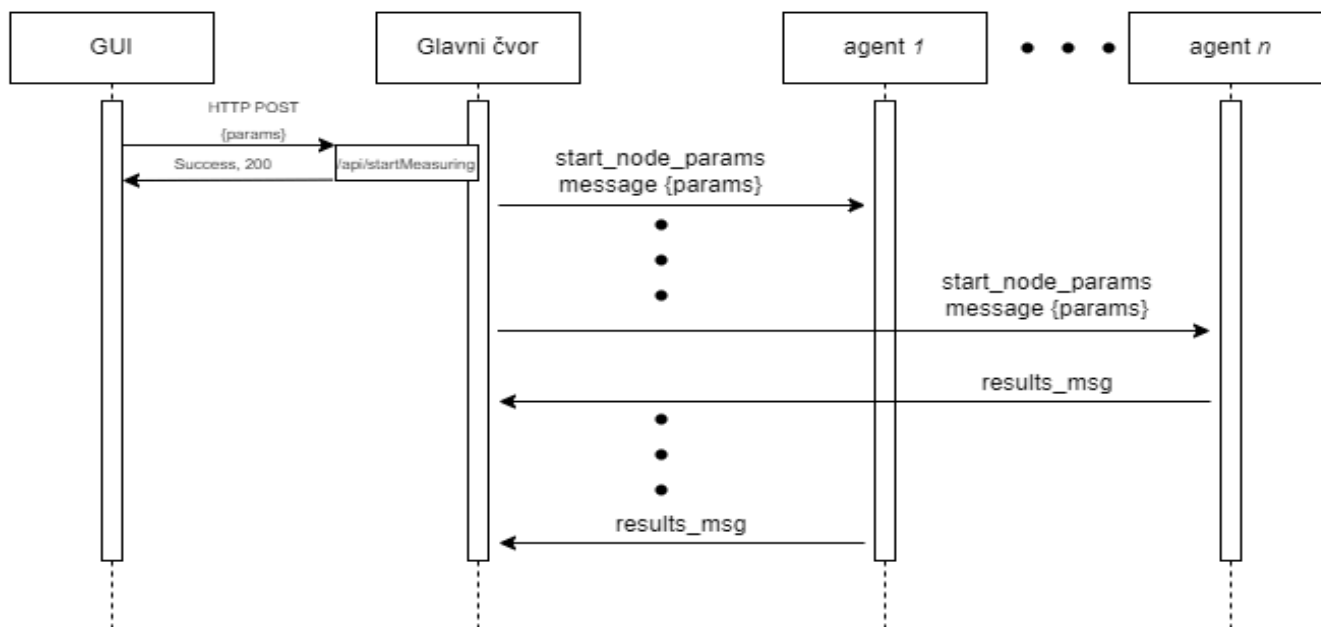 GUI
Glavni čvor
agent 1
agent n
HTTP POST
{params}
Success, 200
/api/startMeasuring
start_node_params
message {params}
start_node_params
message {params}
results_msg
results_msg